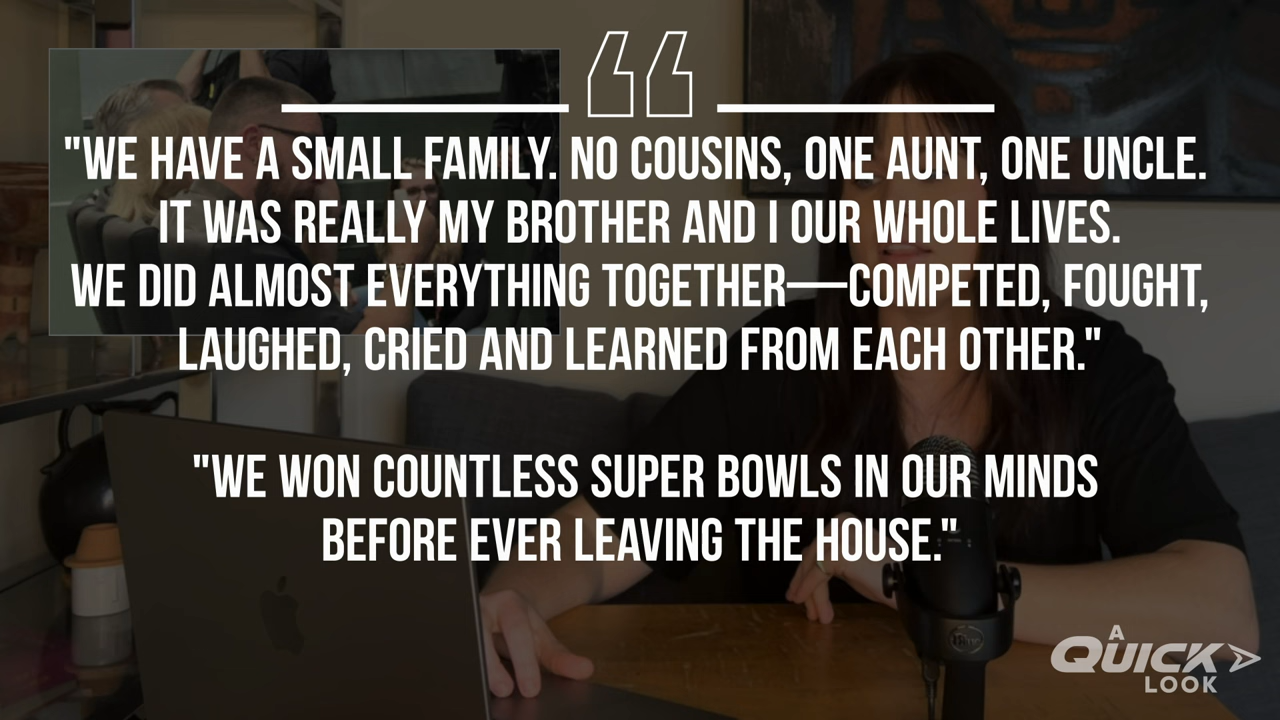 "WE HAVE A SMALL FAMILY. NO COUSINS, ONE AUNT, ONE UNCLE.
IT WAS REALLY MY BROTHER AND I OUR WHOLE LIVES.
WE DID ALMOST EVERYTHING TOGETHER—COMPETED, FOUGHT,
LAUGHED, CRIED AND LEARNED FROM EACH OTHER."
"WE WON COUNTLESS SUPER BOWLS IN OUR MINDS
BEFORE EVER LEAVING THE HOUSE."
A
QUICK
LOOK